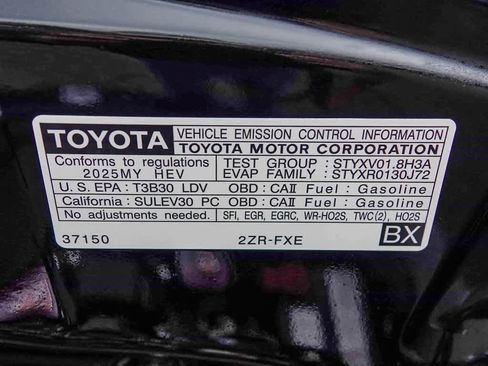 TOYOTA
VEHICLE EMISSION CONTROL INFORMATION
TOYOTA MOTOR CORPORATION
Conforms to regulations
2025MY HEV
TEST GROUP : STYXV01.8H3A
EVAP FAMILY : STYXR0130J72
U.S. EPA : T3B30 LDV OBD : CAII Fuel : Gasoline
California : SULEV30 PC OBD : CAII Fuel : Gasoline
No adjustments needed. SFI, EGR, EGRC, WR-HO2S, TWC(2), HO2S
37150 2ZR-FXE BX